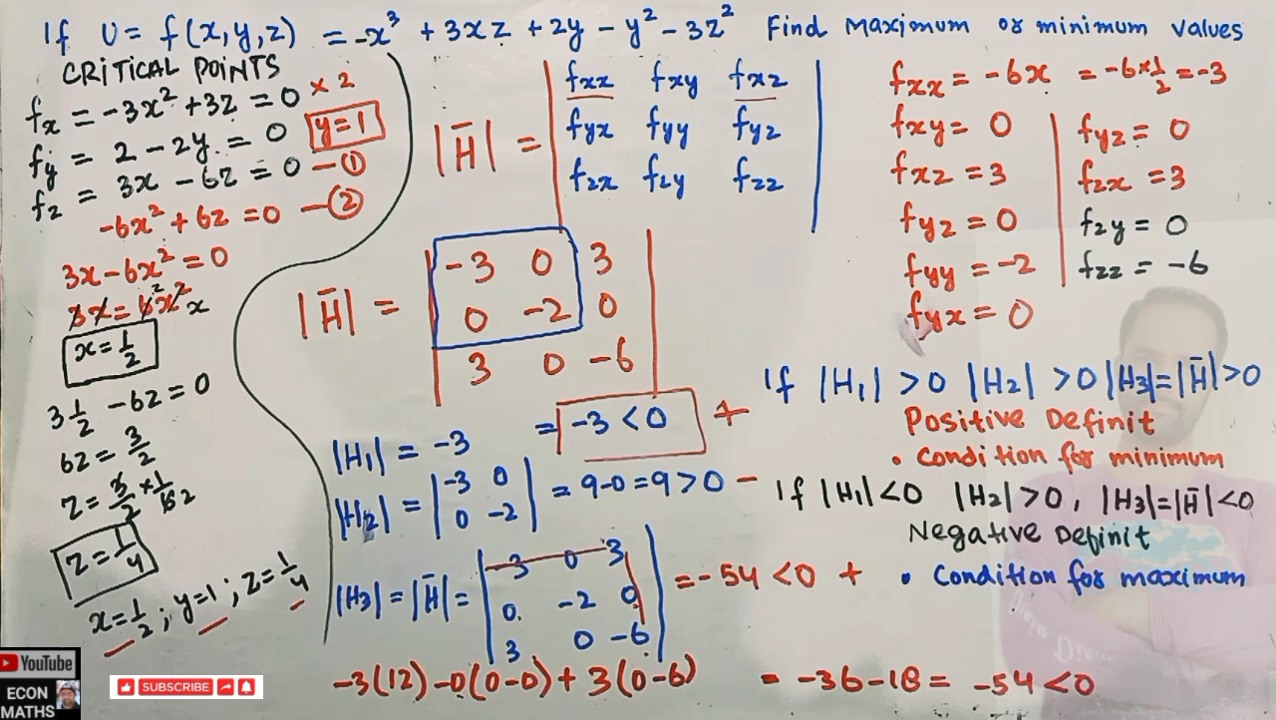 If U = f(x,y,z) = -x³ + 3xz + 2y - y² - 3z² Find Maximum or minimum values
CRITICAL POINTS
fx = -3x² + 3z = 0 × 2
fy = 2 - 2y = 0 y = 1
fz = 3x - 6z = 0 - ①
-6x² + 6z = 0 - ②
3x - 6x² = 0
3x = 6² x² x
x = 1/2
3 1/2 - 6z = 0
6z = 3/2
z = 3/2 × 1/6 2
z = 1/4
x = 1/2 ; y = 1 ; z = 1/4
|H̄| =
fxx fxy fxz
fyx fyy fyz
fzx fzy fzz
|H̄| =
-3 0 3
0 -2 0
3 0 -6
= -3 < 0 +
|H1| = -3
|H2| = | -3 0 | = 9-0 = 9 > 0 -
0 -2
|H3| = |H̄| =
-3 0 3
0 -2 0
3 0 -6
= -54 < 0 +
-3(12) - 0(0-0) + 3(0-6) = -36 - 18 = -54 < 0
fxx = -6x = -6 × 1/2 = -3
fxy = 0
fxz = 3
fyz = 0
fyy = -2
fyx = 0
fyz = 0
fzx = 3
fzy = 0
fzz = -6
If |H1| > 0 |H2| > 0 |H3| = |H̄| > 0
Positive Definit
• Condition for minimum
If |H1| < 0 |H2| > 0, |H3| = |H̄| < 0
Negative Definit
• Condition for maximum
YouTube
ECON
MATHS
SUBSCRIBE